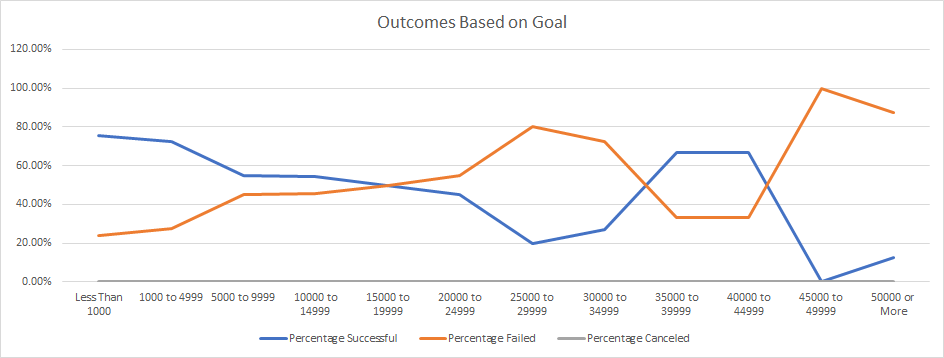 Outcomes Based on Goal
120.00%
100.00%
80.00%
60.00%
40.00%
20.00%
0.00%
Less Than
1000
1000 to 4999
5000 to 9999
10000 to
14999
15000 to
19999
20000 to
24999
25000 to
29999
30000 to
34999
35000 to
39999
40000 to
44999
45000 to
49999
50000 or
More
Percentage Successful
Percentage Failed
Percentage Canceled